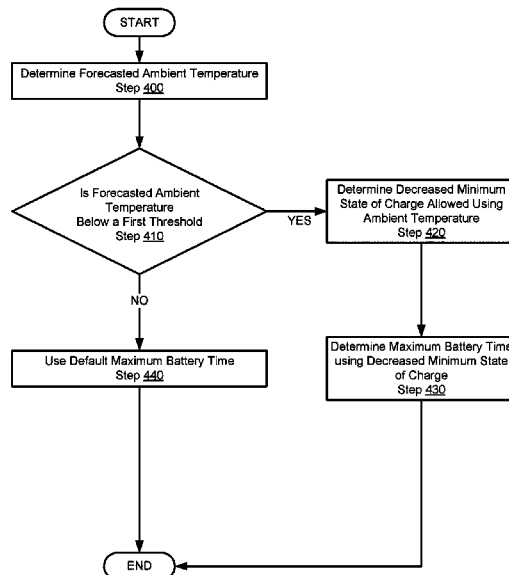 START
Determine Forecasted Ambient Temperature
Step 400
Is Forecasted Ambient
Temperature
Below a First Threshold
Step 410
YES
Determine Decreased Minimum
State of Charge Allowed Using
Ambient Temperature
Step 420
NO
Use Default Maximum Battery Time
Step 440
Determine Maximum Battery Time
using Decreased Minimum State
of Charge
Step 430
END